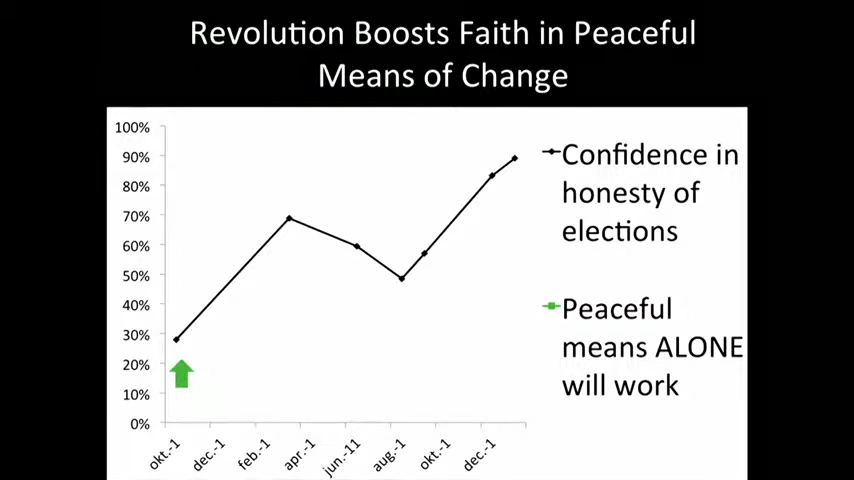 Revolution Boosts Faith in Peaceful
Means of Change
100%
90%
80%
70%
60%
50%
40%
30%
20%
10%
0%
okt.-1
dec.-1
feb.-1
apr.-1
jun.-11
aug.-1
okt.-1
dec.-1
Confidence in
honesty of
elections
Peaceful
means ALONE
will work